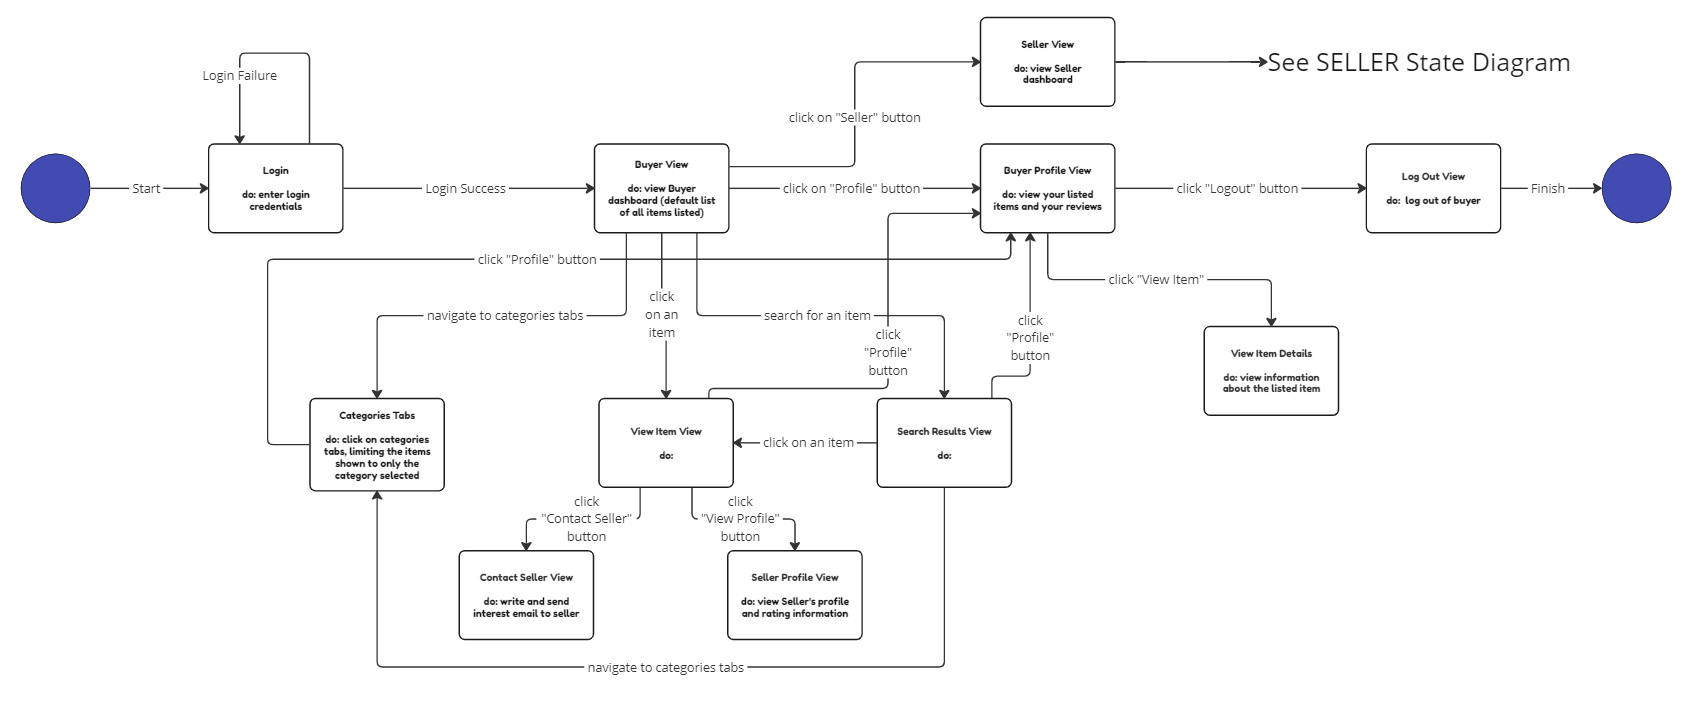 Seller View
do: view Seller
dashboard
See SELLER State Diagram
Login Failure
click on "Seller" button
Start
Login
do: enter login
credentials
Login Success
Buyer View
do: view Buyer
dashboard (default list
of all items listed)
click on "Profile" button
Buyer Profile View
do: view your listed
items and your reviews
click "Logout" button
Log Out View
do: log out of buyer
Finish
click "Profile" button
click "View Item"
navigate to categories tabs
click
on an
item
search for an item
click
"Profile"
button
click
"Profile"
button
View Item Details
do: view information
about the listed item
Categories Tabs
do: click on categories
tabs, limiting the items
shown to only the
category selected
View Item View
do:
click on an item
Search Results View
do:
click
"Contact Seller"
button
click
"View Profile"
button
Contact Seller View
do: write and send
interest email to seller
Seller Profile View
do: view Seller's profile
and rating information
navigate to categories tabs